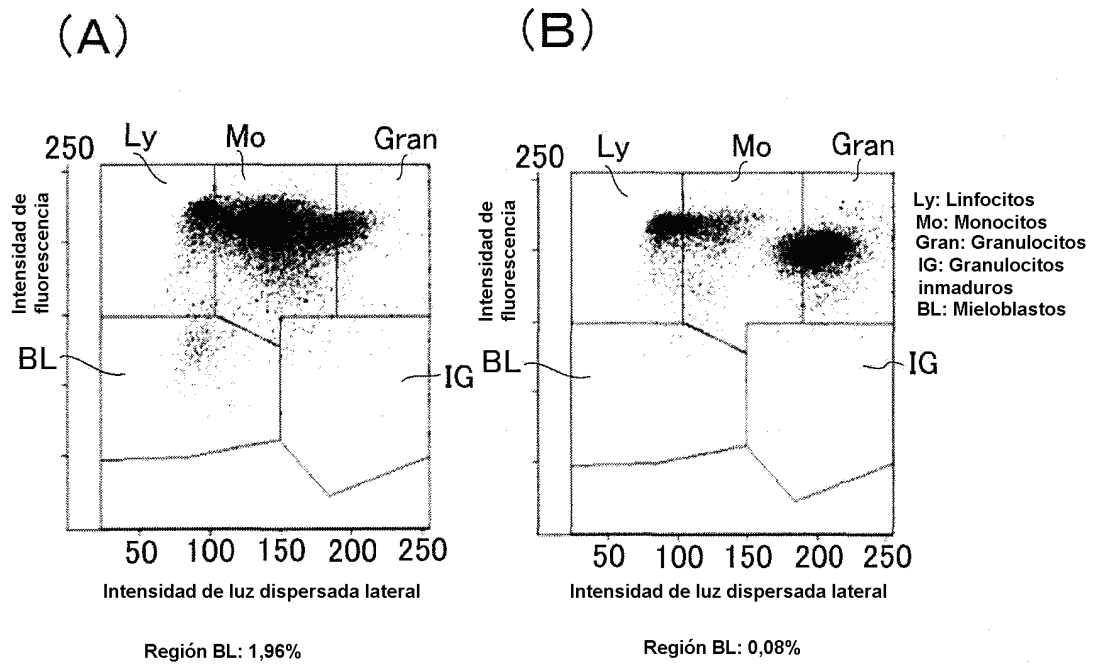 (A)
(B)
Ly
Mo
Gran
250
Intensidad de
fluorescencia
BL
IG
50 100 150 200 250
Intensidad de luz dispersada lateral
Región BL: 1,96%
Ly
Mo
Gran
250
Intensidad de
fluorescencia
BL
IG
50 100 150 200 250
Intensidad de luz dispersada lateral
Región BL: 0,08%
Ly: Linfocitos
Mo: Monocitos
Gran: Granulocitos
IG: Granulocitos
inmaduros
BL: Mieloblastos